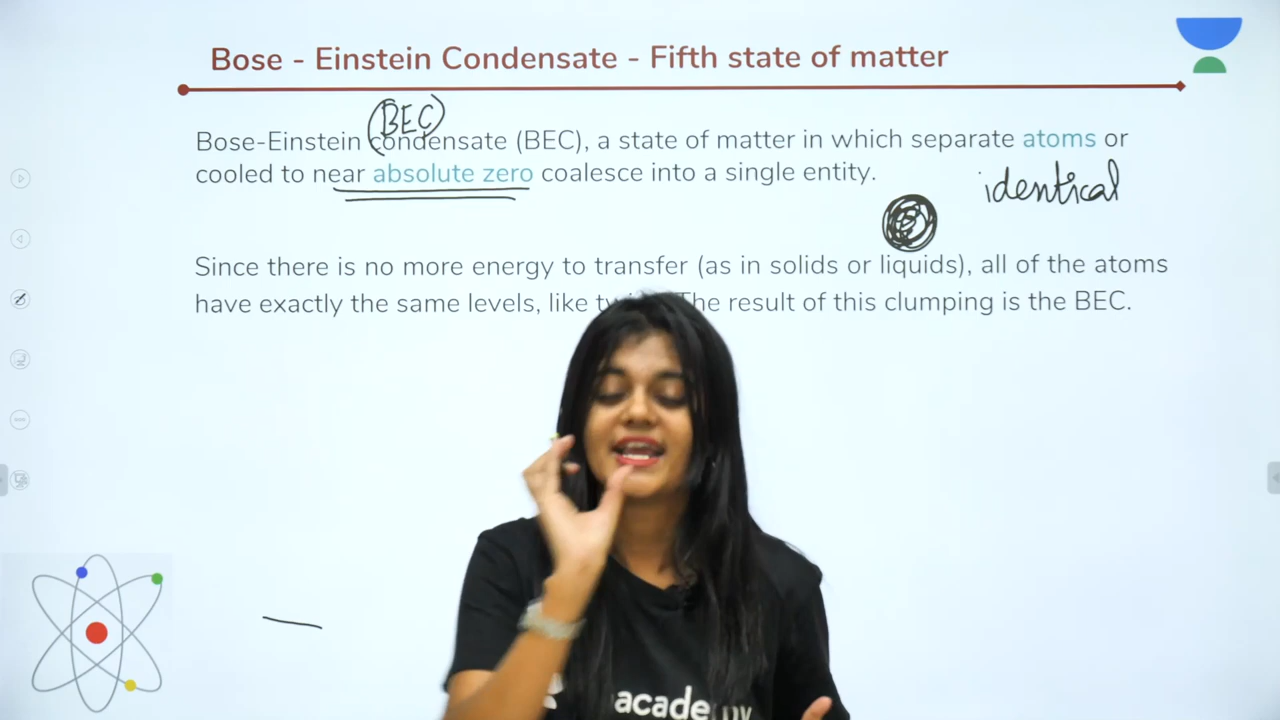 Bose - Einstein Condensate - Fifth state of matter
(BEC)
Bose-Einstein condensate (BEC), a state of matter in which separate atoms or
cooled to near absolute zero coalesce into a single entity.
identical
Since there is no more energy to transfer (as in solids or liquids), all of the atoms
have exactly the same levels, like The result of this clumping is the BEC.
academy